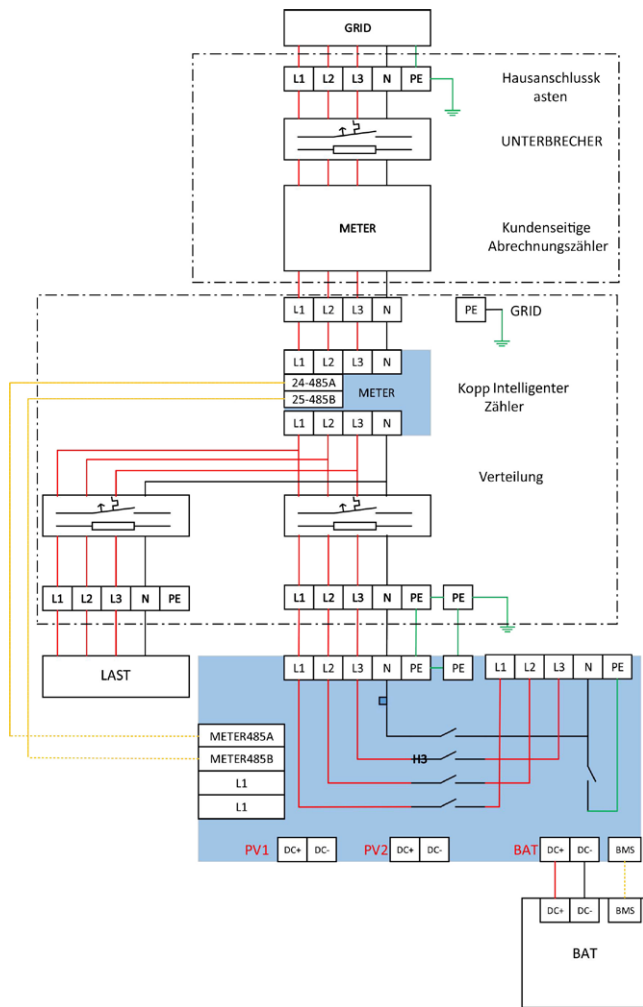 GRID
L1 L2 L3 N PE
Hausanschlussk
asten
UNTERBRECHER
METER
Kundenseitige
Abrechnungszähler
L1 L2 L3 N
PE
GRID
L1 L2 L3 N
24-485A
25-485B
METER
Kopp Intelligenter
Zähler
L1 L2 L3 N
Verteilung
L1 L2 L3 N PE
L1 L2 L3 N PE
PE
LAST
L1 L2 L3 N PE
PE
L1 L2 L3 N PE
METER485A
METER485B
H3
L1
L1
PV1 DC+ DC-
PV2 DC+ DC-
BAT DC+ DC- BMS
DC+ DC- BMS
BAT